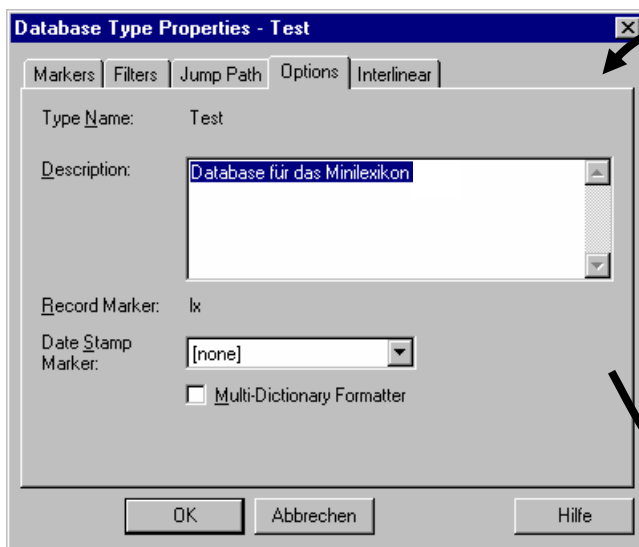 Database Type Properties - Test
Markers Filters Jump Path Options Interlinear
Type Name: Test
Description: Database für das Minilexikon
Record Marker: lx
Date Stamp Marker: [none]
Multi-Dictionary Formatter
OK Abbrechen Hilfe